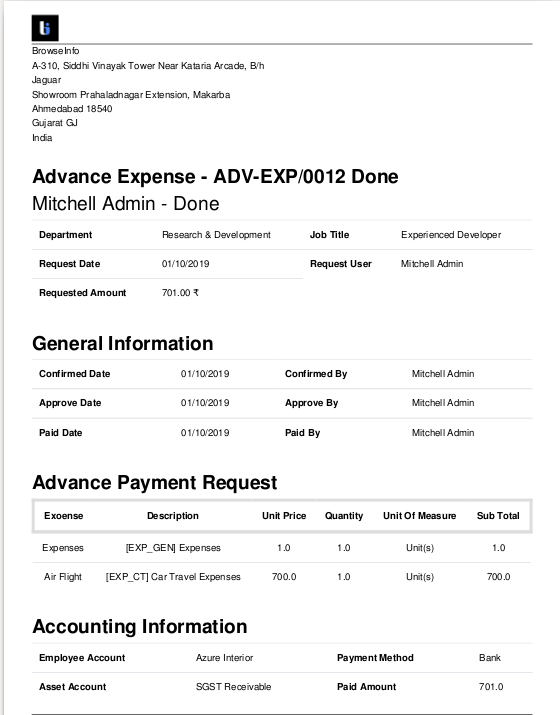 BrowseInfo
A-310, Siddhi Vinayak Tower Near Kataria Arcade, B/h
Jaguar
Showroom Prahaladnagar Extension, Makarba
Ahmedabad 18540
Gujarat GJ
India
Advance Expense - ADV-EXP/0012 Done
Mitchell Admin - Done
Department Research & Development Job Title Experienced Developer
Request Date 01/10/2019 Request User Mitchell Admin
Requested Amount 701.00 ₹
General Information
Confirmed Date 01/10/2019 Confirmed By Mitchell Admin
Approve Date 01/10/2019 Approve By Mitchell Admin
Paid Date 01/10/2019 Paid By Mitchell Admin
Advance Payment Request
Exoense Description Unit Price Quantity Unit Of Measure Sub Total
Expenses [EXP_GEN] Expenses 1.0 1.0 Unit(s) 1.0
Air Flight [EXP_CT] Car Travel Expenses 700.0 1.0 Unit(s) 700.0
Accounting Information
Employee Account Azure Interior Payment Method Bank
Asset Account SGST Receivable Paid Amount 701.0